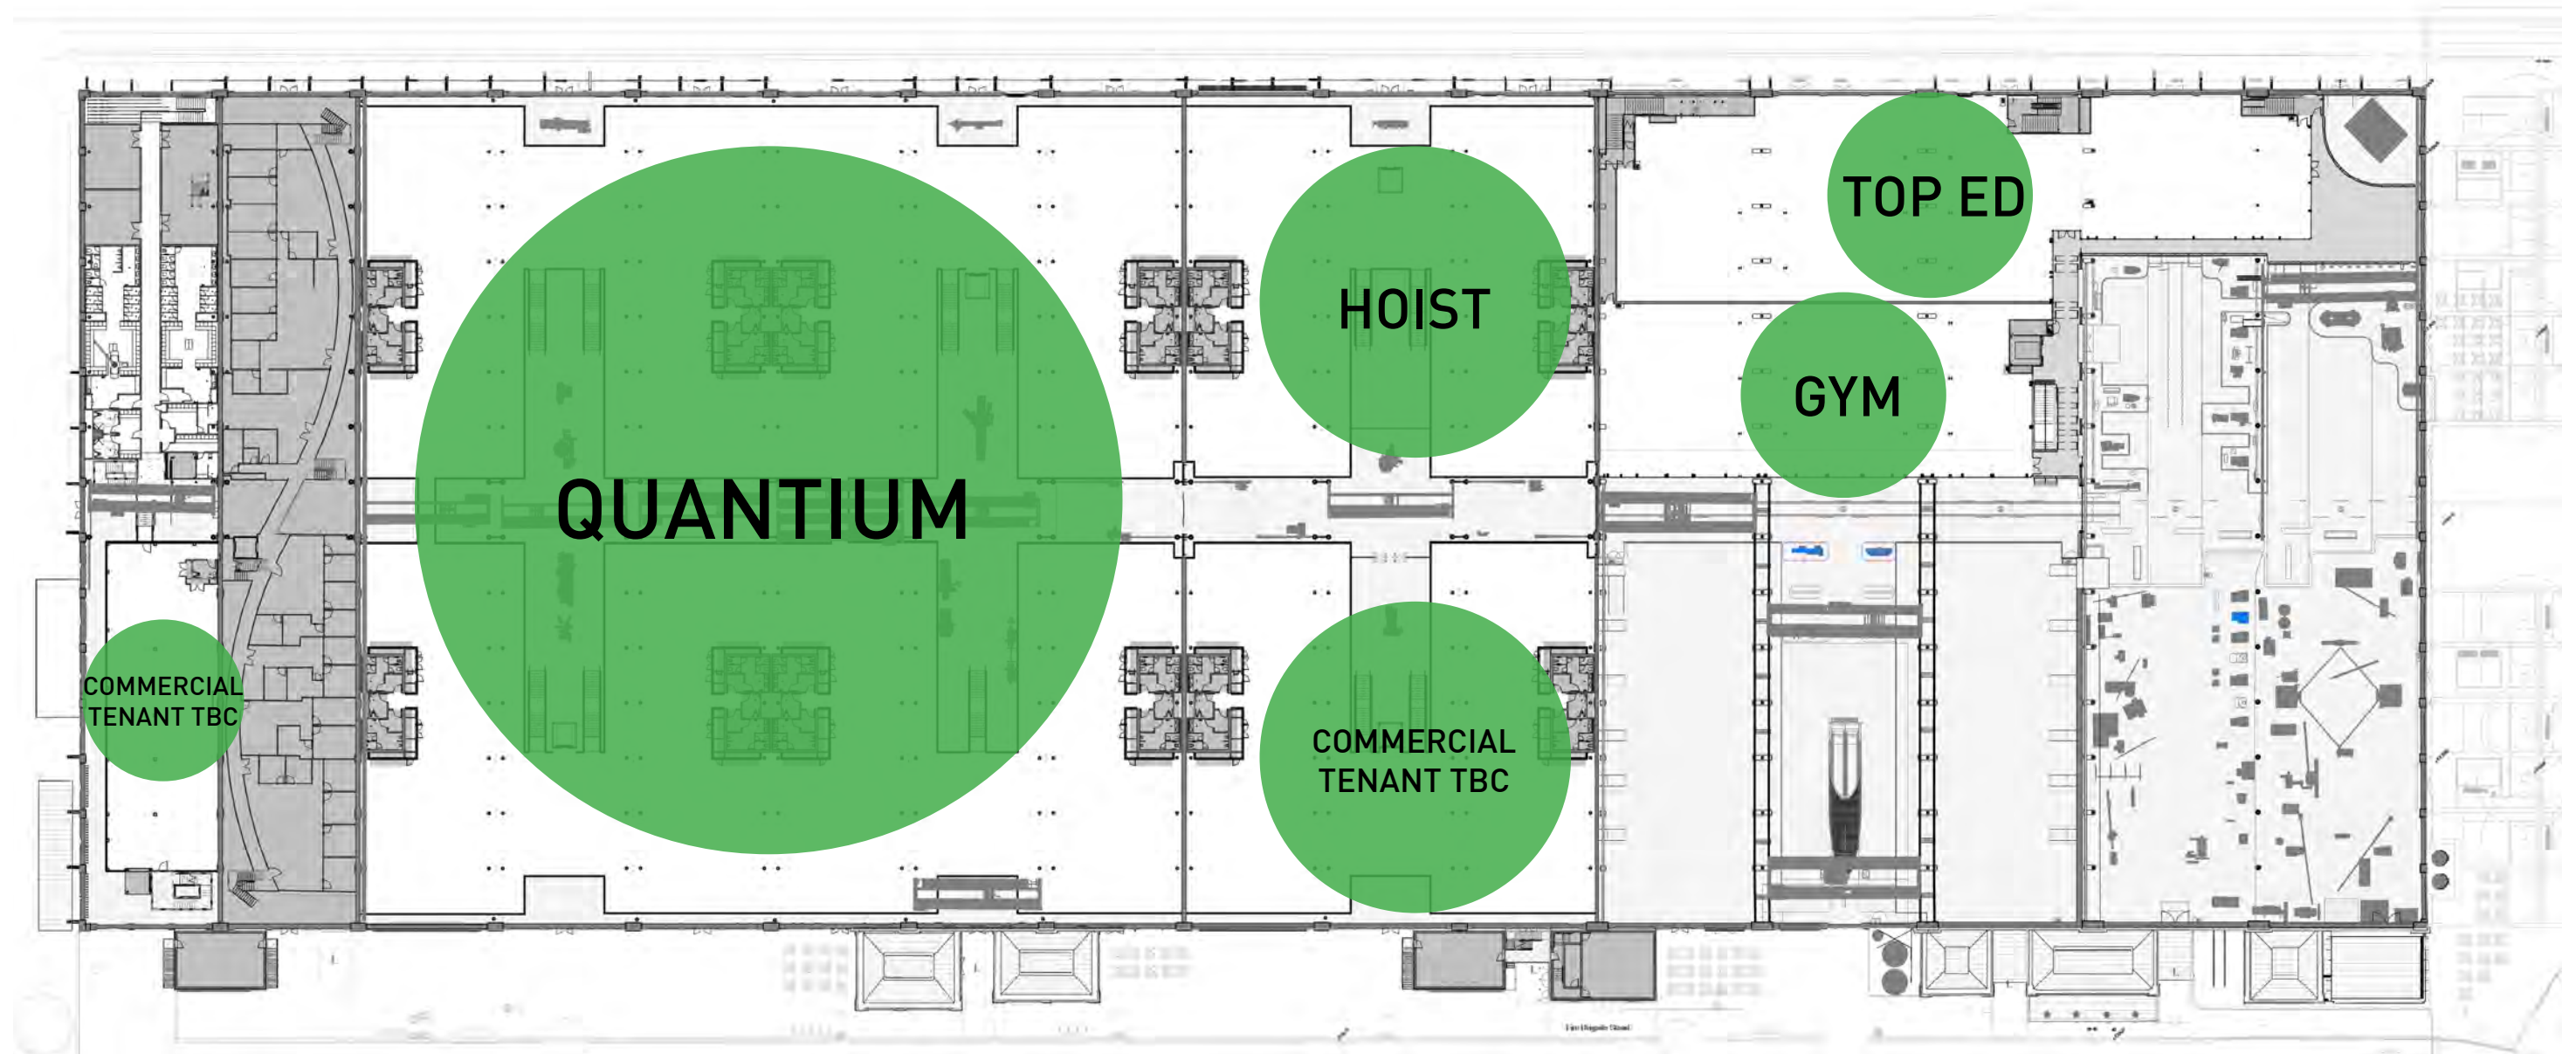 TOP ED
HOIST
GYM
QUANTIUM
COMMERCIAL
TENANT TBC
COMMERCIAL
TENANT TBC